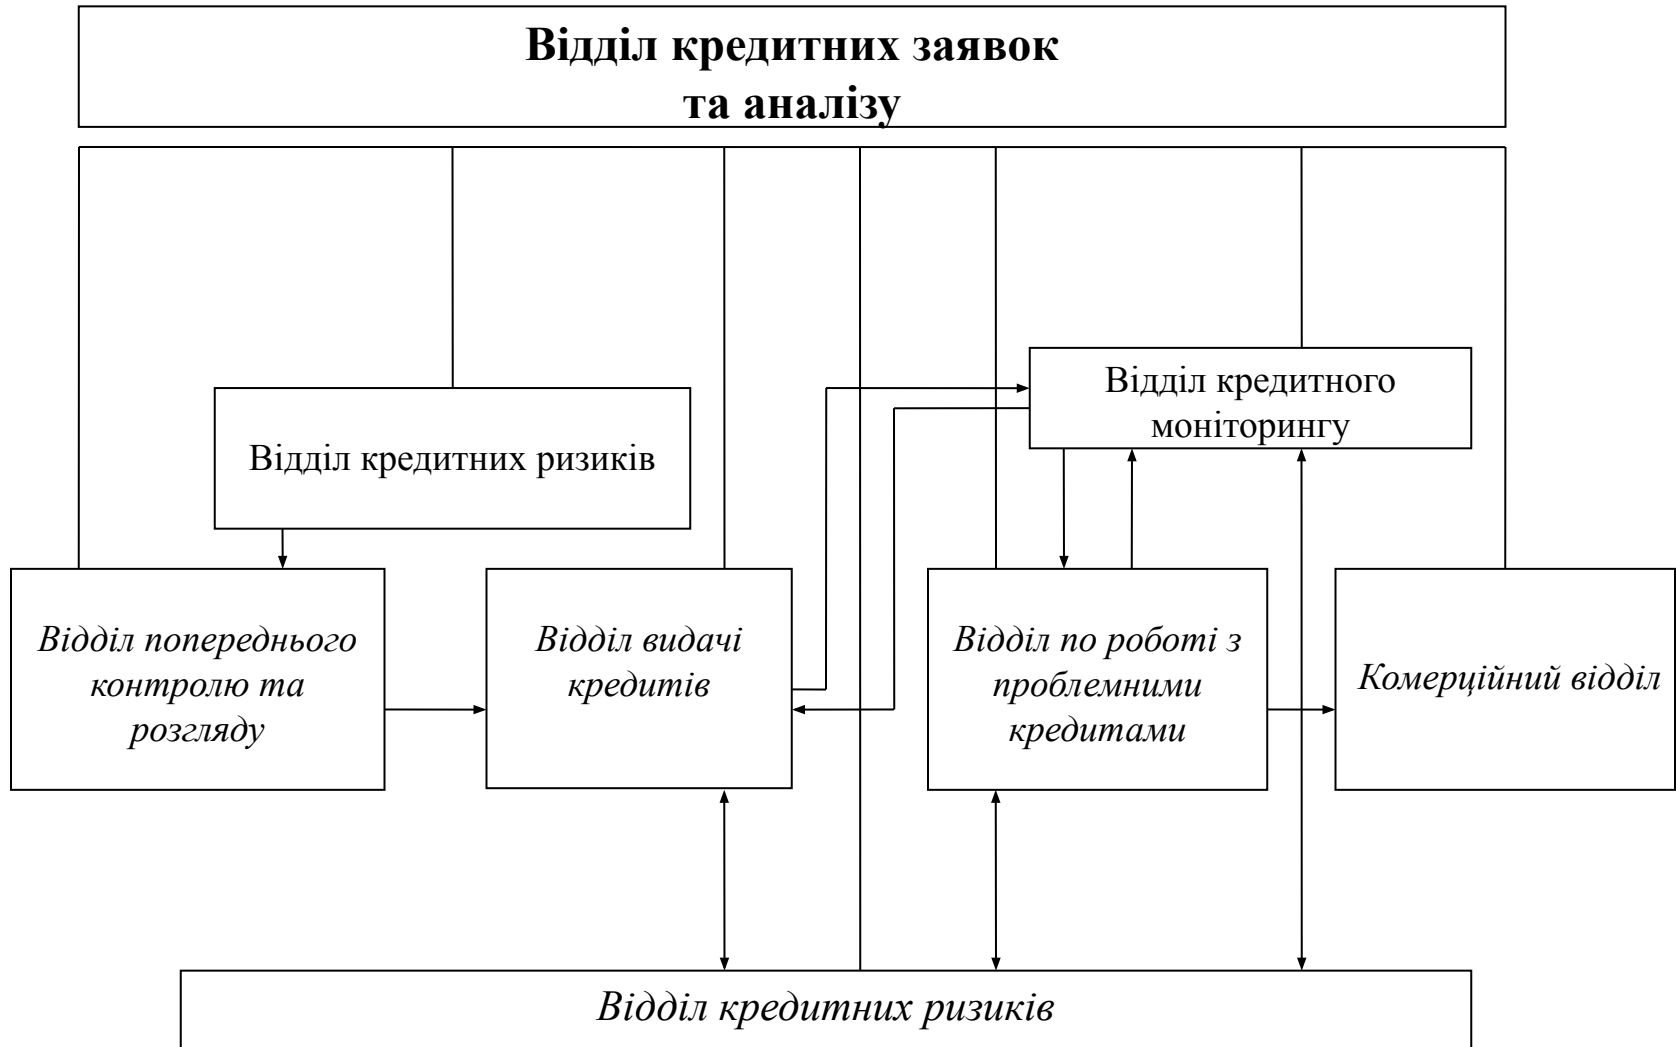 Відділ кредитних заявок
та аналізу
Відділ кредитного
моніторингу
Відділ кредитних ризиків
Відділ попереднього
контролю та
розгляду
Відділ видачі
кредитів
Відділ по роботі з
проблемними
кредитами
Комерційний відділ
Відділ кредитних ризиків